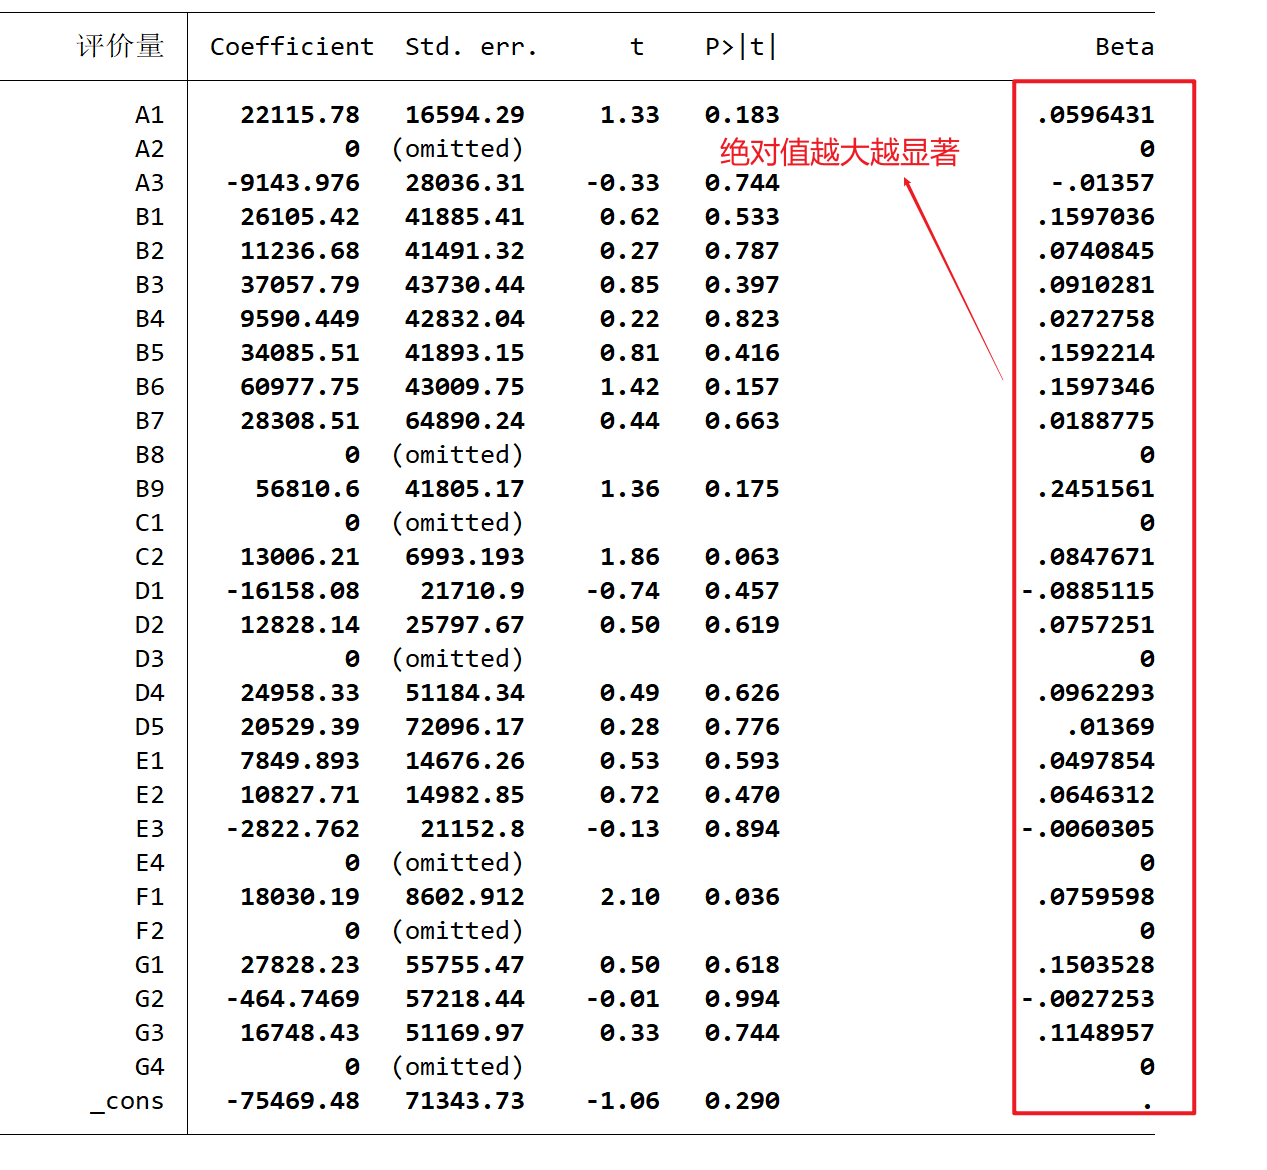 评价量 Coefficient Std. err. t P>|t| Beta
A1 22115.78 16594.29 1.33 0.183 .0596431
A2 0 (omitted) 0
绝对值越大越显著
A3 -9143.976 28036.31 -0.33 0.744 -.01357
B1 26105.42 41885.41 0.62 0.533 .1597036
B2 11236.68 41491.32 0.27 0.787 .0740845
B3 37057.79 43730.44 0.85 0.397 .0910281
B4 9590.449 42832.04 0.22 0.823 .0272758
B5 34085.51 41893.15 0.81 0.416 .1592214
B6 60977.75 43009.75 1.42 0.157 .1597346
B7 28308.51 64890.24 0.44 0.663 .0188775
B8 0 (omitted) 0
B9 56810.6 41805.17 1.36 0.175 .2451561
C1 0 (omitted) 0
C2 13006.21 6993.193 1.86 0.063 .0847671
D1 -16158.08 21710.9 -0.74 0.457 -.0885115
D2 12828.14 25797.67 0.50 0.619 .0757251
D3 0 (omitted) 0
D4 24958.33 51184.34 0.49 0.626 .0962293
D5 20529.39 72096.17 0.28 0.776 .01369
E1 7849.893 14676.26 0.53 0.593 .0497854
E2 10827.71 14982.85 0.72 0.470 .0646312
E3 -2822.762 21152.8 -0.13 0.894 -.0060305
E4 0 (omitted) 0
F1 18030.19 8602.912 2.10 0.036 .0759598
F2 0 (omitted) 0
G1 27828.23 55755.47 0.50 0.618 .1503528
G2 -464.7469 57218.44 -0.01 0.994 -.0027253
G3 16748.43 51169.97 0.33 0.744 .1148957
G4 0 (omitted) 0
_cons -75469.48 71343.73 -1.06 0.290 .